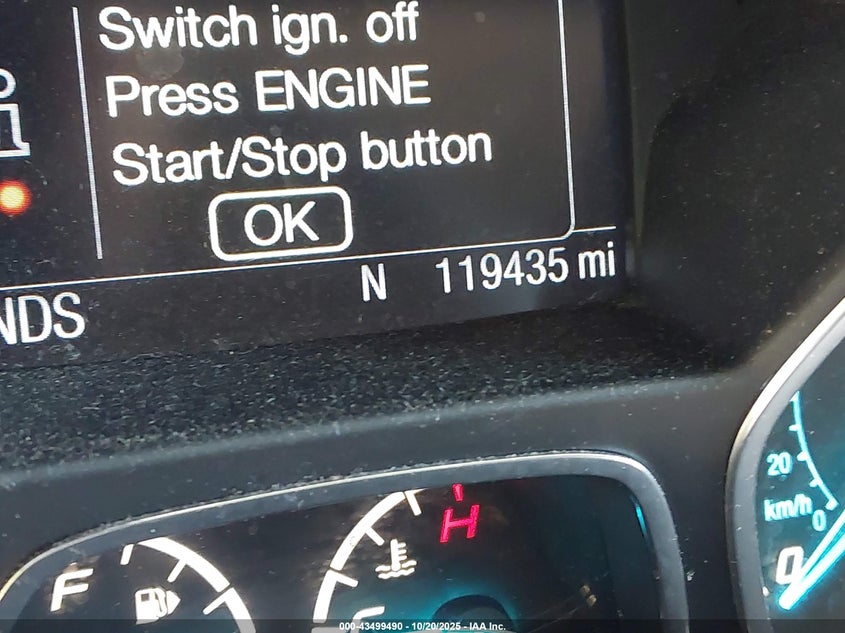 Switch ign. off
Press ENGINE
Start/Stop button
OK
N 119435 mi
NDS
H
F
20
km/h
0
0
000-43499490 - 10/20/2025 - IAA Inc.